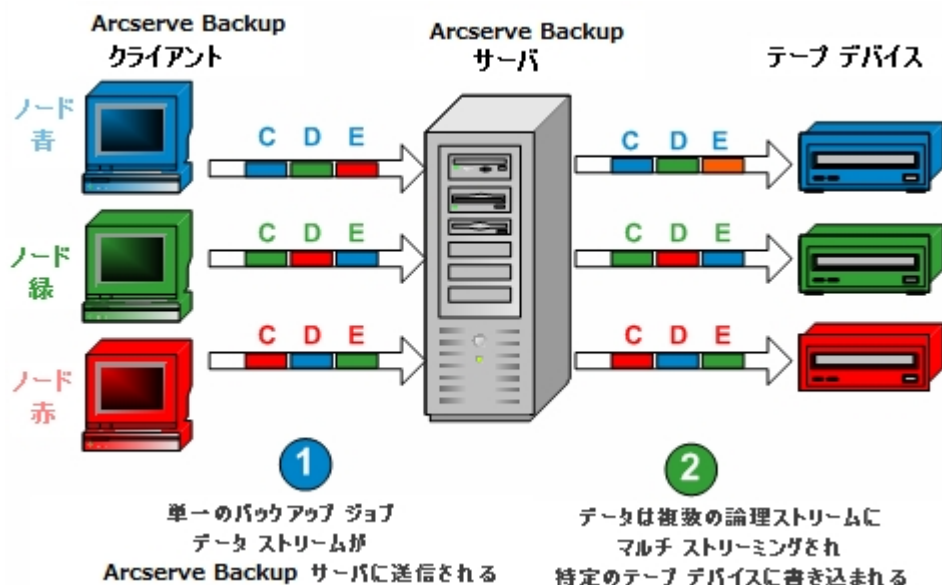 Arcserve Backup
クライアント
Arcserve Backup
サーバ
テープ デバイス
ノード
青
C D E
C D E
ノード
緑
C D E
C D E
ノード
赤
C D E
C D E
1
単一のバックアップ ジョブ
データ ストリームが
Arcserve Backup サーバに送信される
2
データは複数の論理ストリームに
マルチ ストリーミングされ
特定のテープ デバイスに書き込まれる